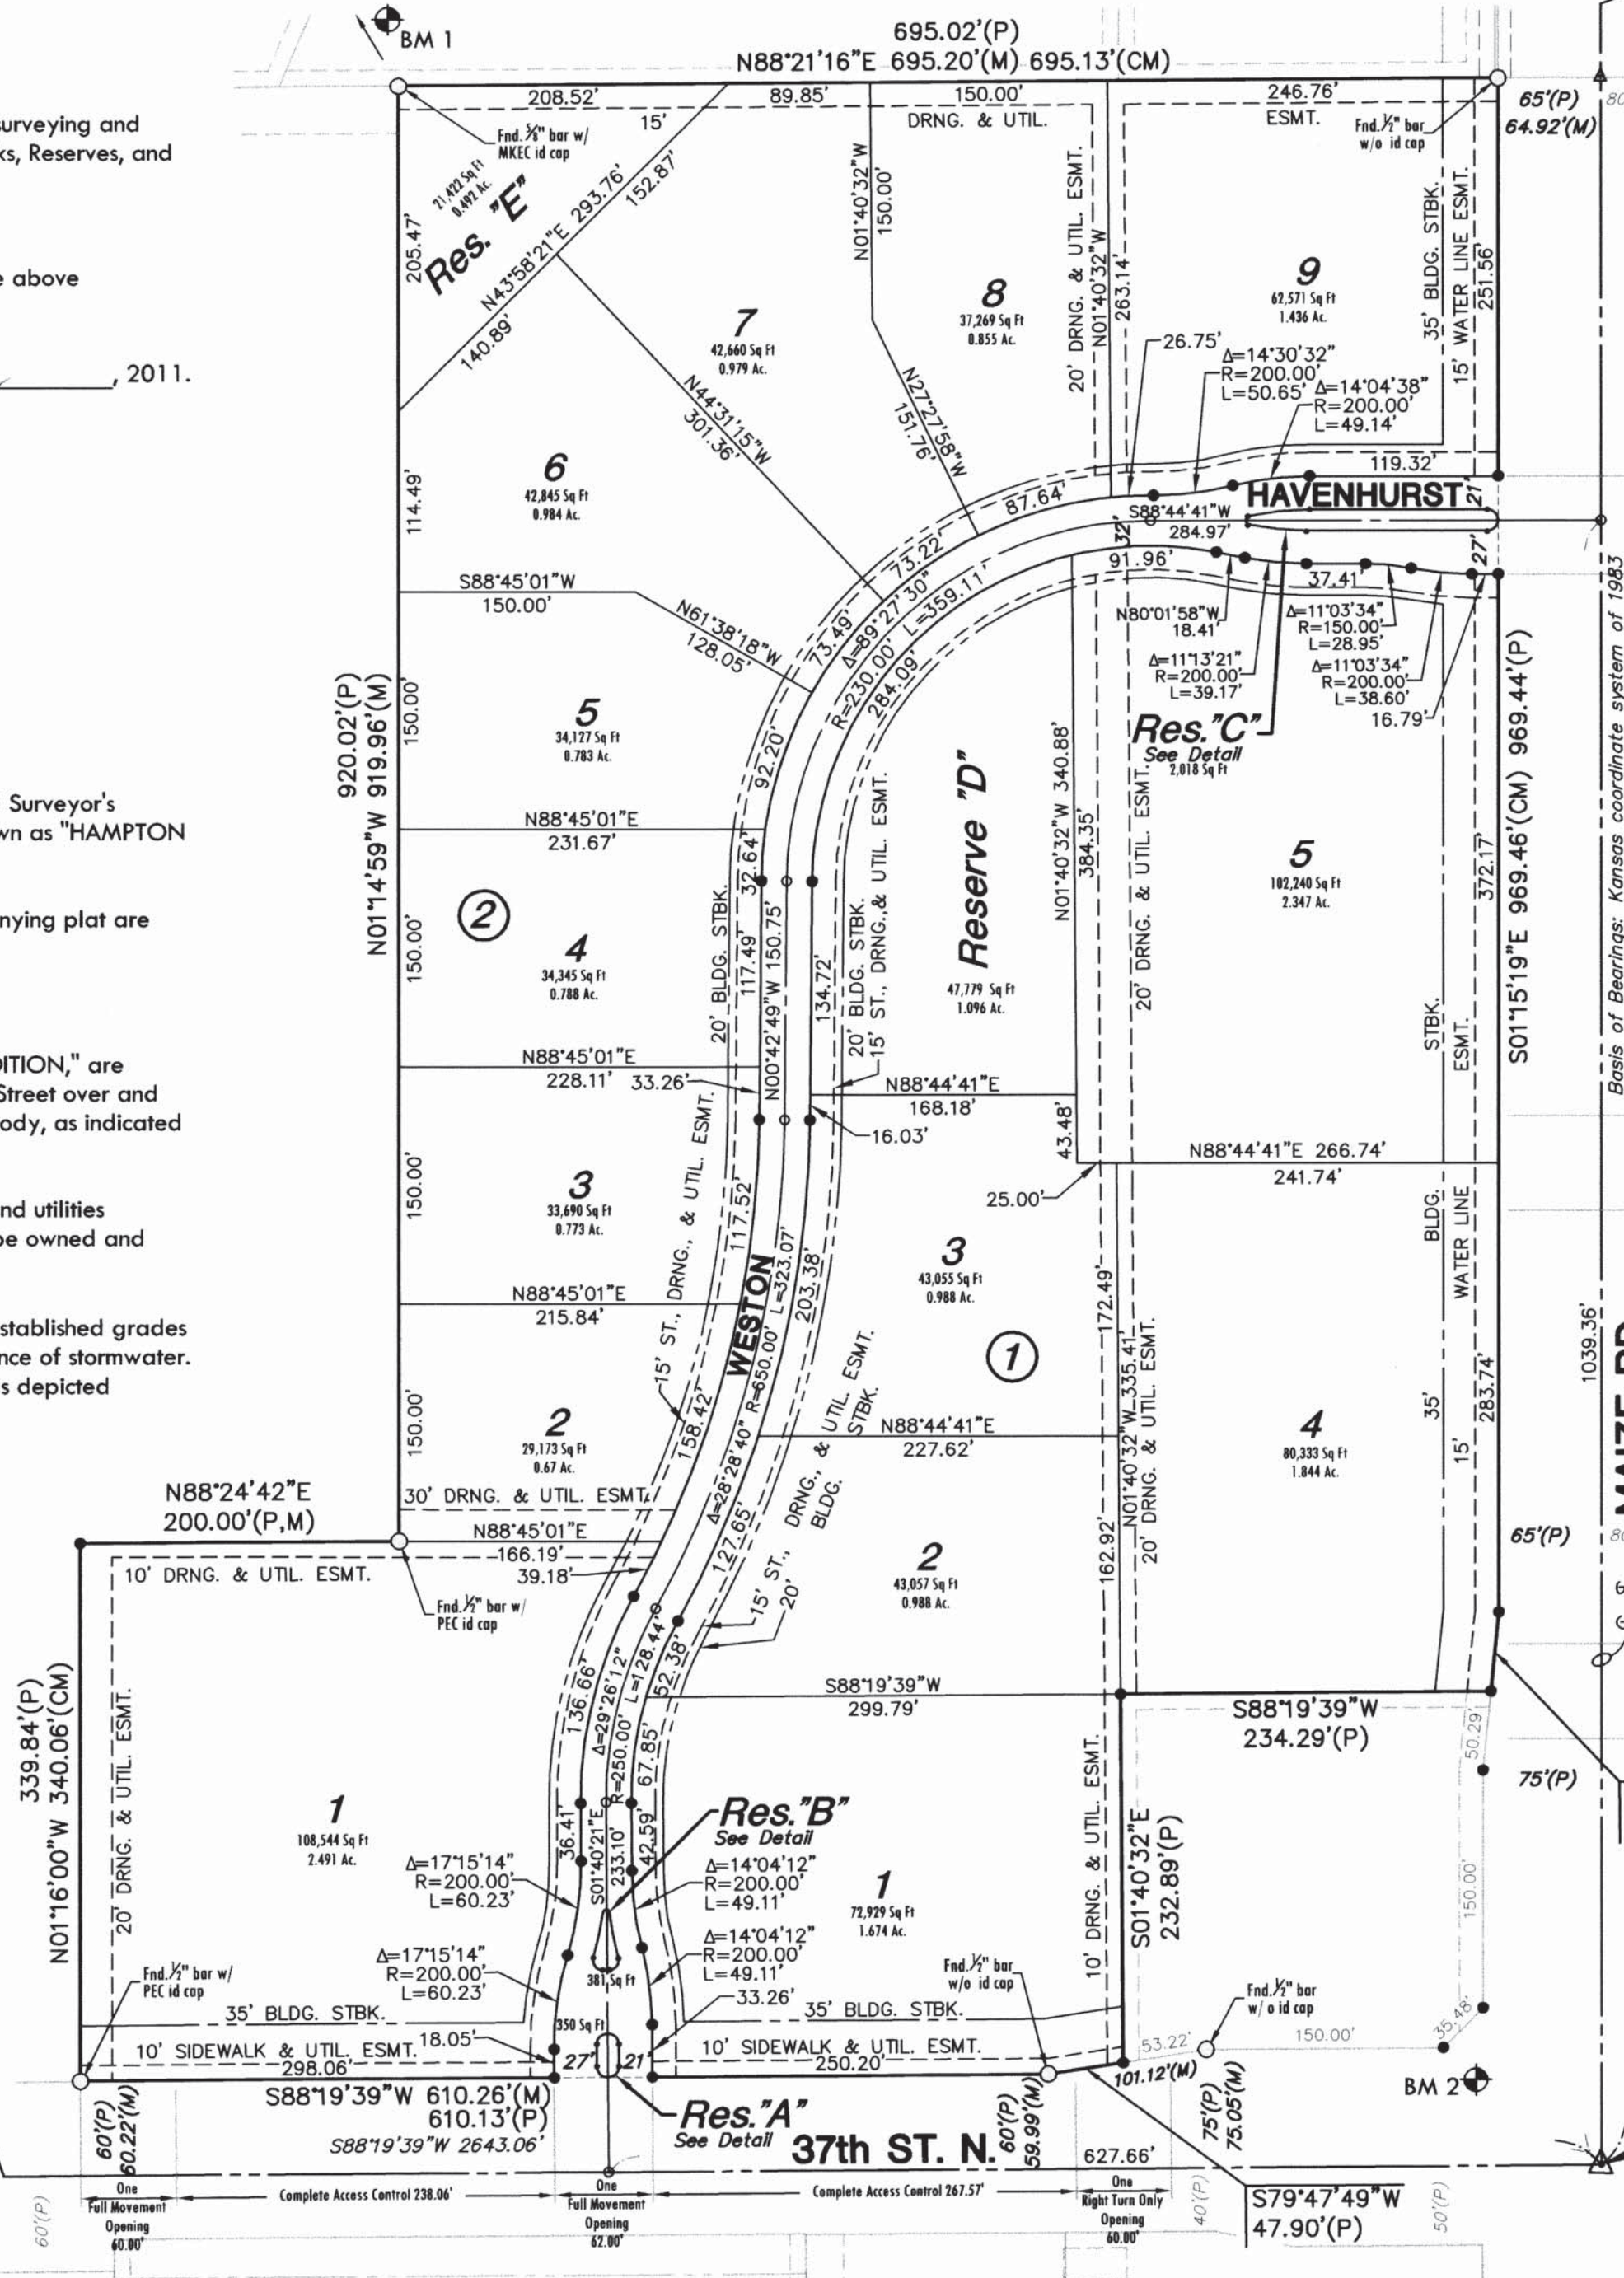 BM 1
695.02'(P)
N88°21'16"E 695.20'(M) 695.13'(CM)
208.52'
89.85'
150.00'
246.76'
15'
DRNG. & UTIL.
ESMT.
65'(P)
64.92'(M)
80
Fnd. 5/8" bar w/
MKEC id cap
Fnd. 1/2" bar
w/o id cap
urveying and
ks, Reserves, and
e above
, 2011.
21,422 Sq Ft
0.492 Ac.
Res. "E"
205.47'
N43°58'21"E 293.76'
152.87'
140.89'
N01°40'32"W
150.00'
20' DRNG. & UTIL. ESMT.
N01°40'32"W
263.14'
35' BLDG. STBK.
15' WATER LINE ESMT.
251.56'
7
42,660 Sq Ft
0.979 Ac.
8
37,269 Sq Ft
0.855 Ac.
9
62,571 Sq Ft
1.436 Ac.
26.75'
Δ=14°30'32"
R=200.00'
L=50.65'
Δ=14°04'38"
R=200.00'
L=49.14'
N44°31'15"W
301.36'
N27°27'58"W
151.76'
119.32'
HAVENHURST
21'
6
42,845 Sq Ft
0.984 Ac.
114.49'
87.64'
S88°44'41"W
284.97'
32'
27'
73.22'
91.96'
37.41'
S88°45'01"W
150.00'
N61°38'18"W
128.05'
73.49'
Δ=89°27'30"
R=230.00' L=359.11'
284.09'
N80°01'58"W
18.41'
Δ=11°03'34"
R=150.00'
L=28.95'
Δ=11°13'21"
R=200.00'
L=39.17'
Δ=11°03'34"
R=200.00'
L=38.60'
16.79'
Res."C"
See Detail
2,018 Sq Ft
920.02'(P)
N01°14'59"W 919.96'(M)
150.00'
5
34,127 Sq Ft
0.783 Ac.
92.20'
Reserve "D"
47,779 Sq Ft
1.096 Ac.
N01°40'32"W 340.88'
384.35'
20' DRNG. & UTIL. ESMT.
5
102,240 Sq Ft
2.347 Ac.
372.17'
S01°15'19"E 969.46'(CM) 969.44'(P)
Basis of Bearings: Kansas coordinate system of 1983
Surveyor's
wn as "HAMPTON
N88°45'01"E
231.67'
32.64'
nying plat are
2
150.00'
4
34,345 Sq Ft
0.788 Ac.
20' BLDG. STBK.
117.49'
N00°42'49"W 150.75'
134.72'
20' BLDG. STBK.
15' ST., DRNG.,& UTIL. ESMT.
STBK.
ESMT.
DITION," are
Street over and
ody, as indicated
N88°45'01"E
228.11'
33.26'
N88°44'41"E
168.18'
16.03'
43.48'
N88°44'41"E 266.74'
241.74'
25.00'
nd utilities
be owned and
150.00'
3
33,690 Sq Ft
0.773 Ac.
15' ST., DRNG., & UTIL. ESMT.
117.52'
WESTON
L=323.07'
203.38'
3
43,055 Sq Ft
0.988 Ac.
172.49'
BLDG.
WATER LINE
N88°45'01"E
215.84'
stablished grades
nce of stormwater.
s depicted
1
1039.36'
150.00'
2
29,173 Sq Ft
0.67 Ac.
158.42'
Δ=28°28'40" R=650.00'
DRNG., & UTIL. ESMT.
BLDG. STBK.
N88°44'41"E
227.62'
N01°40'32"W 335.41'
20' DRNG. & UTIL. ESMT.
4
80,333 Sq Ft
1.844 Ac.
35'
15'
283.74'
MAIZE RD
N88°24'42"E
200.00'(P,M)
30' DRNG. & UTIL. ESMT.
N88°45'01"E
166.19'
39.18'
127.65'
15' ST.,
20'
162.92'
65'(P)
10' DRNG. & UTIL. ESMT.
Fnd. 1/2" bar w/
PEC id cap
2
43,057 Sq Ft
0.988 Ac.
339.84'(P)
N01°16'00"W 340.06'(CM)
20' DRNG. & UTIL. ESMT.
136.66'
Δ=29°26'12"
R=250.00' L=128.44'
52.38'
S88°19'39"W
299.79'
S88°19'39"W
234.29'(P)
50.29'
67.85'
75'(P)
1
108,544 Sq Ft
2.491 Ac.
36.41'
S01°40'21"E
233.10'
42.59'
Res."B"
See Detail
10' DRNG. & UTIL. ESMT.
S01°40'32"E
232.89'(P)
Δ=17°15'14"
R=200.00'
L=60.23'
Δ=14°04'12"
R=200.00'
L=49.11'
1
72,929 Sq Ft
1.674 Ac.
150.00'
Δ=17°15'14"
R=200.00'
L=60.23'
381 Sq Ft
Δ=14°04'12"
R=200.00'
L=49.11'
Fnd. 1/2" bar w/
PEC id cap
Fnd. 1/2" bar
w/o id cap
Fnd. 1/2" bar
w/ o id cap
33.26'
35' BLDG. STBK.
35' BLDG. STBK.
350 Sq Ft
18.05'
10' SIDEWALK & UTIL. ESMT.
298.06'
27'
21'
10' SIDEWALK & UTIL. ESMT.
250.20'
53.22'
150.00'
35.48'
101.12'(M)
BM 2
S88°19'39"W 610.26'(M)
610.13'(P)
S88°19'39"W 2643.06'
60'(P)
60.22'(M)
Res."A"
See Detail
37th ST. N.
60'(P)
59.99'(M)
627.66'
75'(P)
75.05'(M)
One
Full Movement
Opening
60.00'
Complete Access Control 238.06'
One
Full Movement
Opening
62.00'
Complete Access Control 267.57'
One
Right Turn Only
Opening
60.00'
60'(P)
40'(P)
S79°47'49"W
47.90'(P)
50'(P)